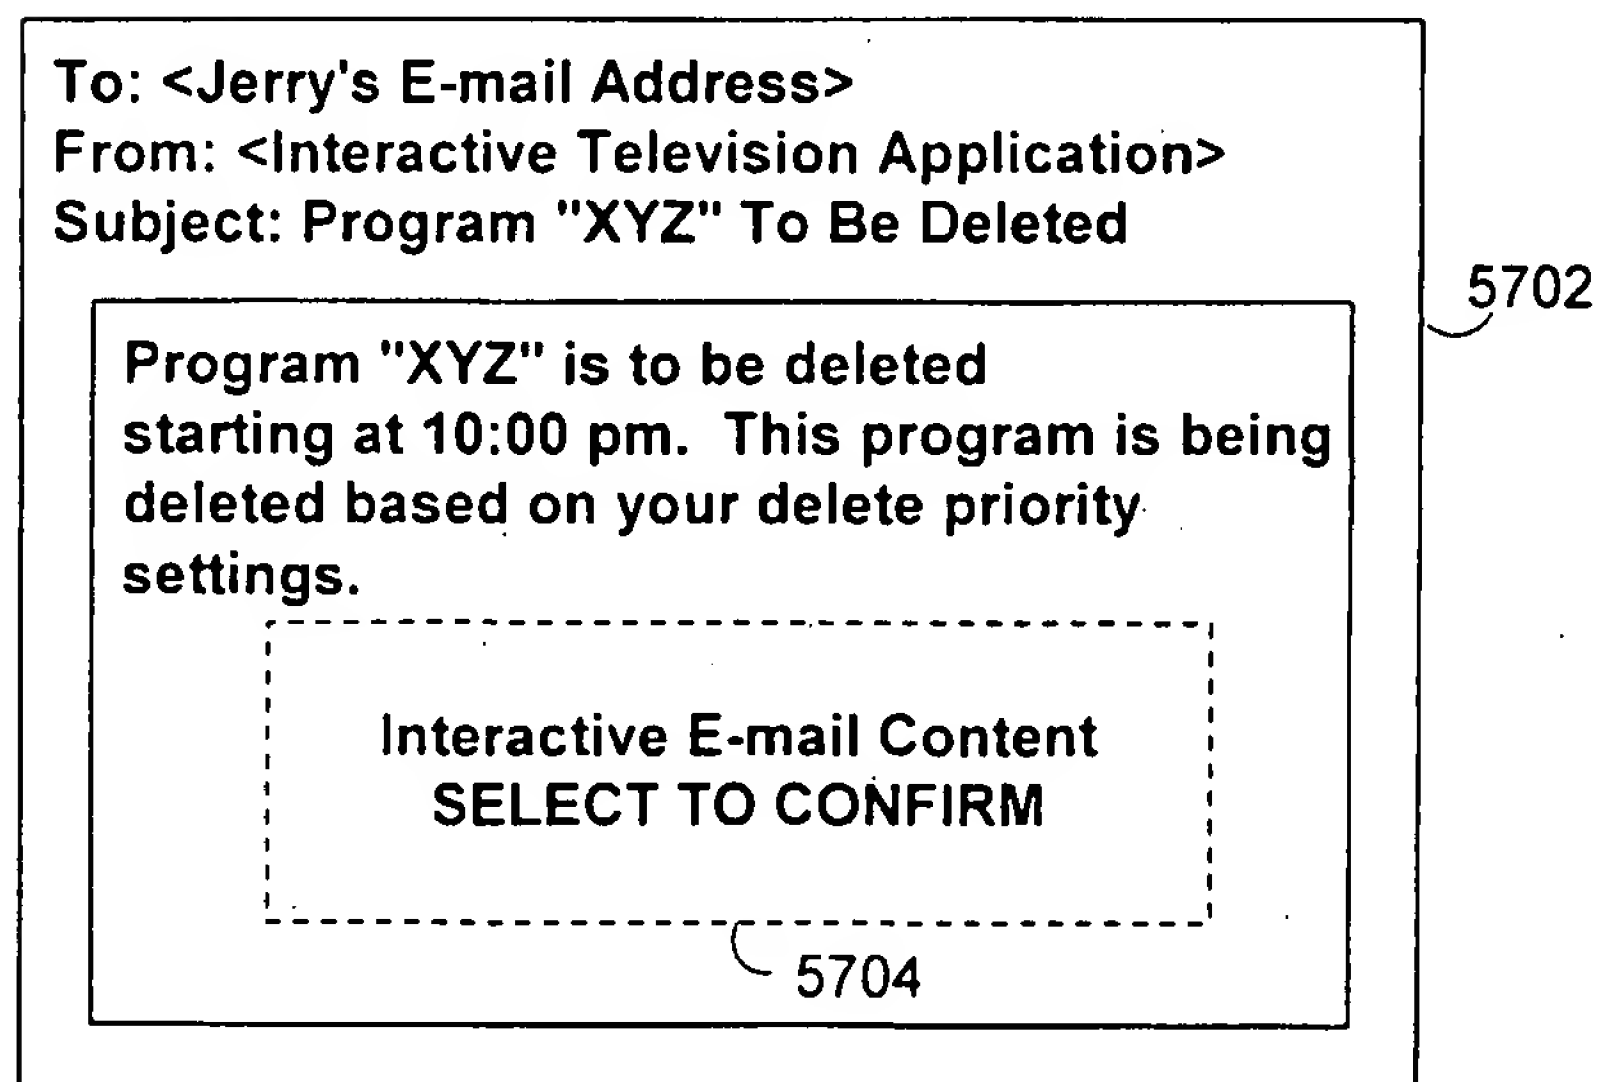 To: <Jerry's E-mail Address>
From: <Interactive Television Application>
Subject: Program "XYZ" To Be Deleted
5702
Program "XYZ" is to be deleted
starting at 10:00 pm. This program is being
deleted based on your delete priority
settings.
Interactive E-mail Content
SELECT TO CONFIRM
5704